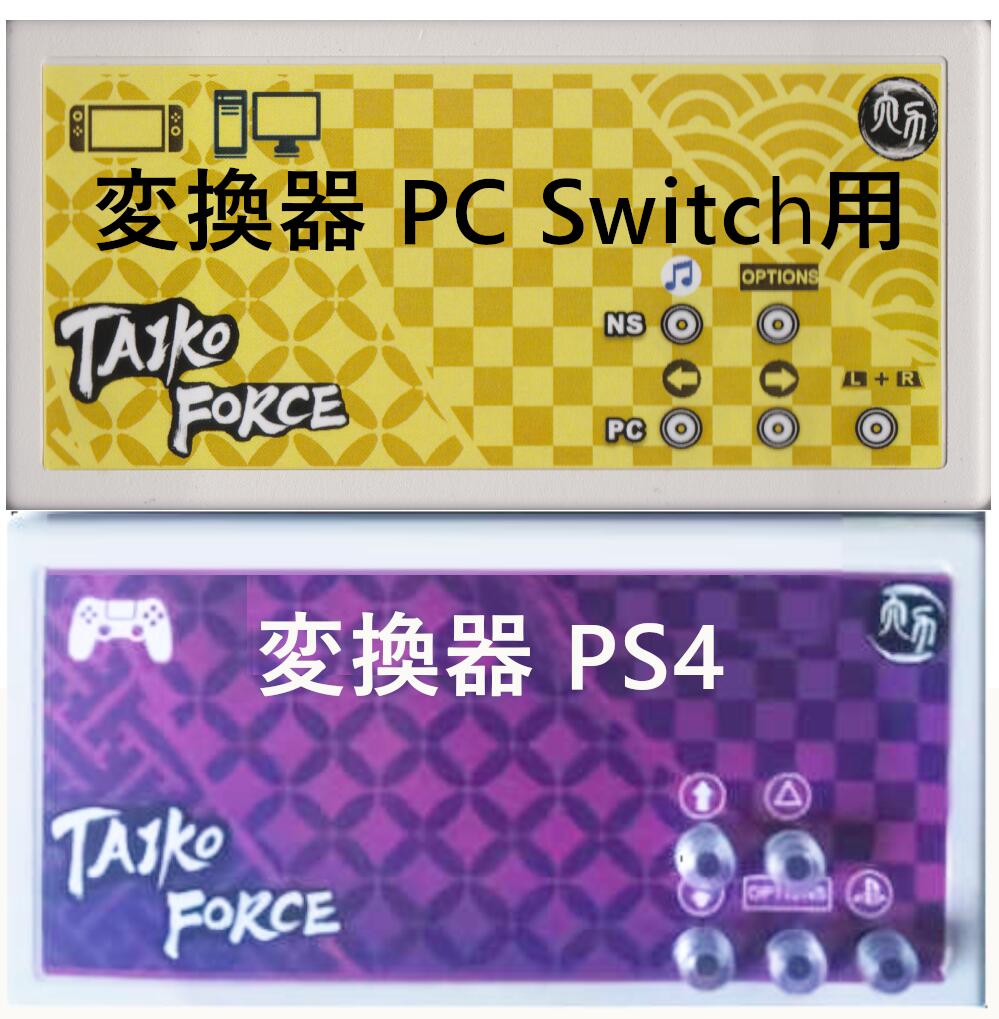 変換器 PC Switch用
OPTIONS
NS
L + R
PC
TAIKO
FORCE
変換器 PS4
OPTIONS
TAIKO
FORCE